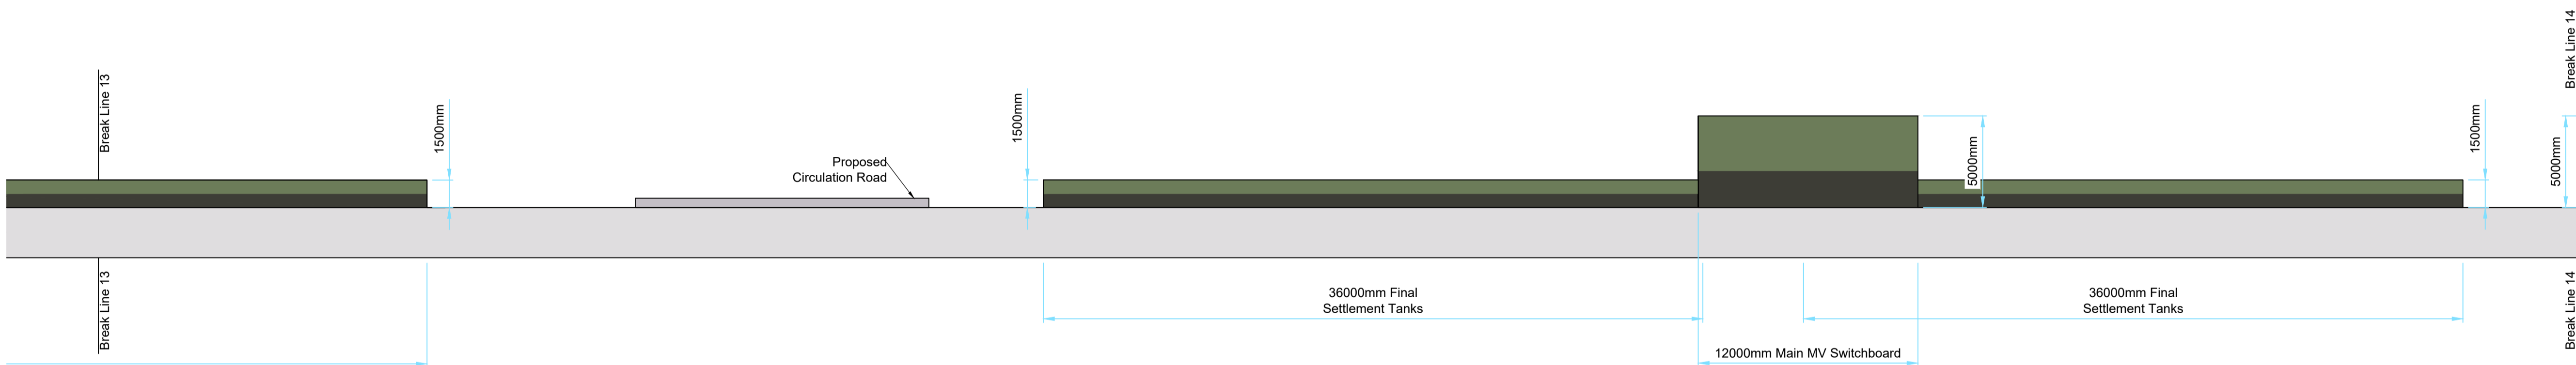 Break Line 13
1500mm
Proposed
Circulation Road
1500mm
5000mm
1500mm
5000mm
Break Line 14
Break Line 13
36000mm Final
Settlement Tanks
12000mm Main MV Switchboard
36000mm Final
Settlement Tanks
Break Line 14